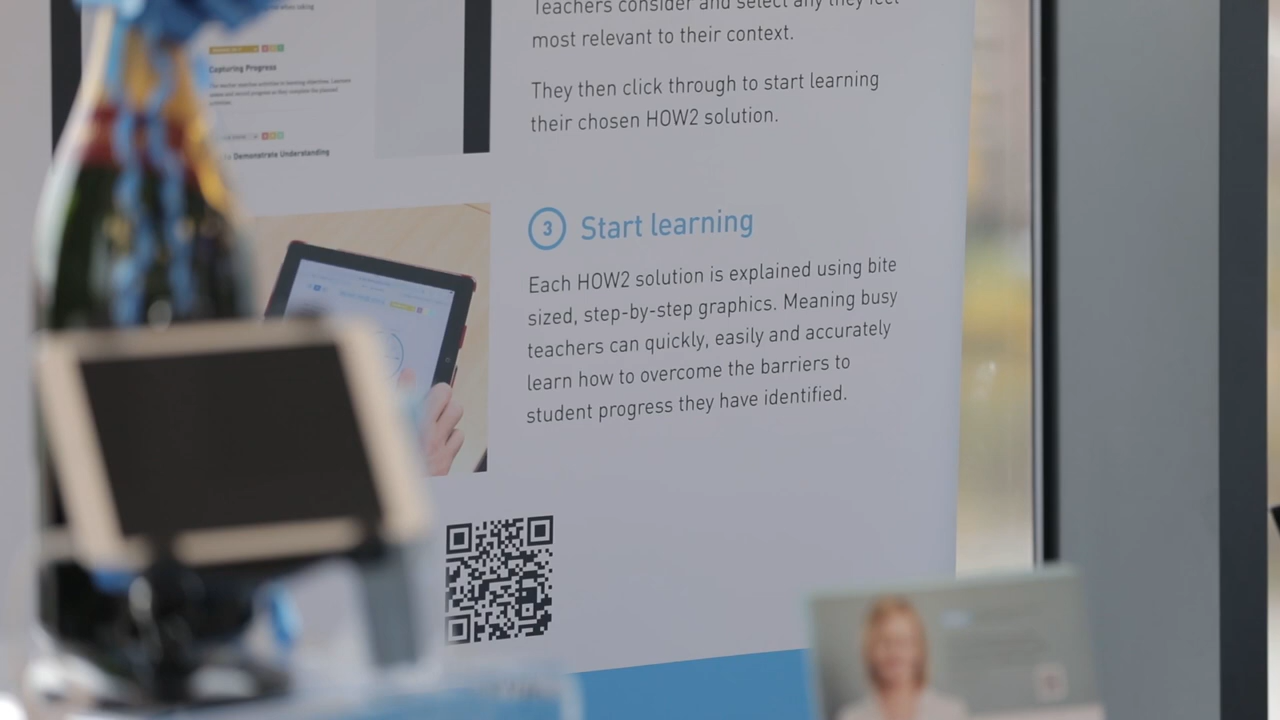 when taking
Capturing Progress
Demonstrate Understanding
Teachers consider and select any they feel
most relevant to their context.
They then click through to start learning
their chosen HOW2 solution.
3 Start learning
Each HOW2 solution is explained using bite
sized, step-by-step graphics. Meaning busy
teachers can quickly, easily and accurately
learn how to overcome the barriers to
student progress they have identified.